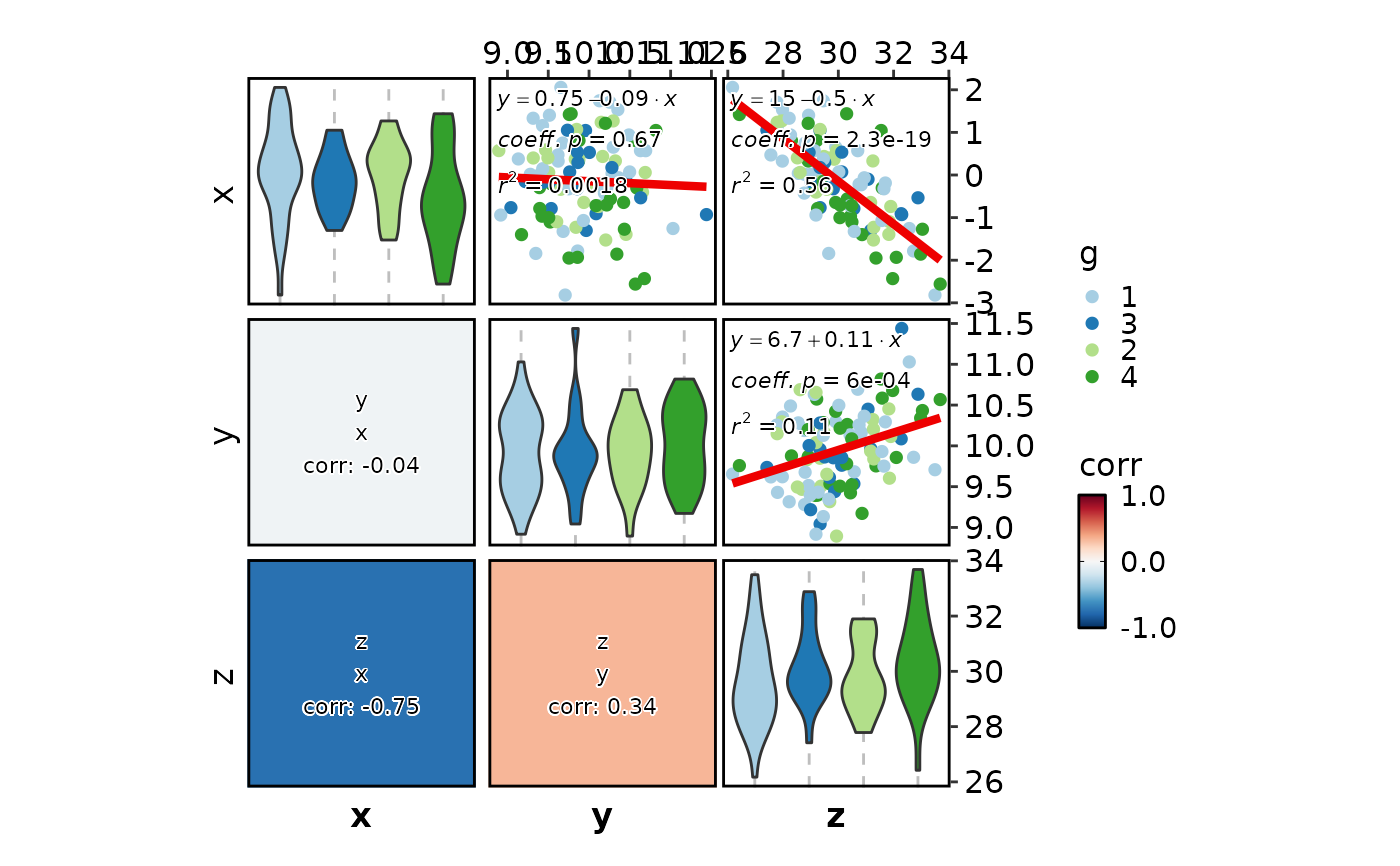 9.0 9.5 10.0 10.5 11.0 11.5 26 28 30 32 34
x
y = 0.75 −0.09 · x
coeff. p = 0.67
r² = 0.0018
y = 15 −0.5 · x
coeff. p = 2.3e-19
r² = 0.56
2
1
0
-1
-2
-3
y
y
x
corr: -0.04
y = 6.7 + 0.11 · x
coeff. p = 6e-04
r² = 0.11
11.5
11.0
10.5
10.0
9.5
9.0
z
z
x
corr: -0.75
z
y
corr: 0.34
34
32
30
28
26
x y z
g
1
3
2
4
corr
1.0
0.0
-1.0